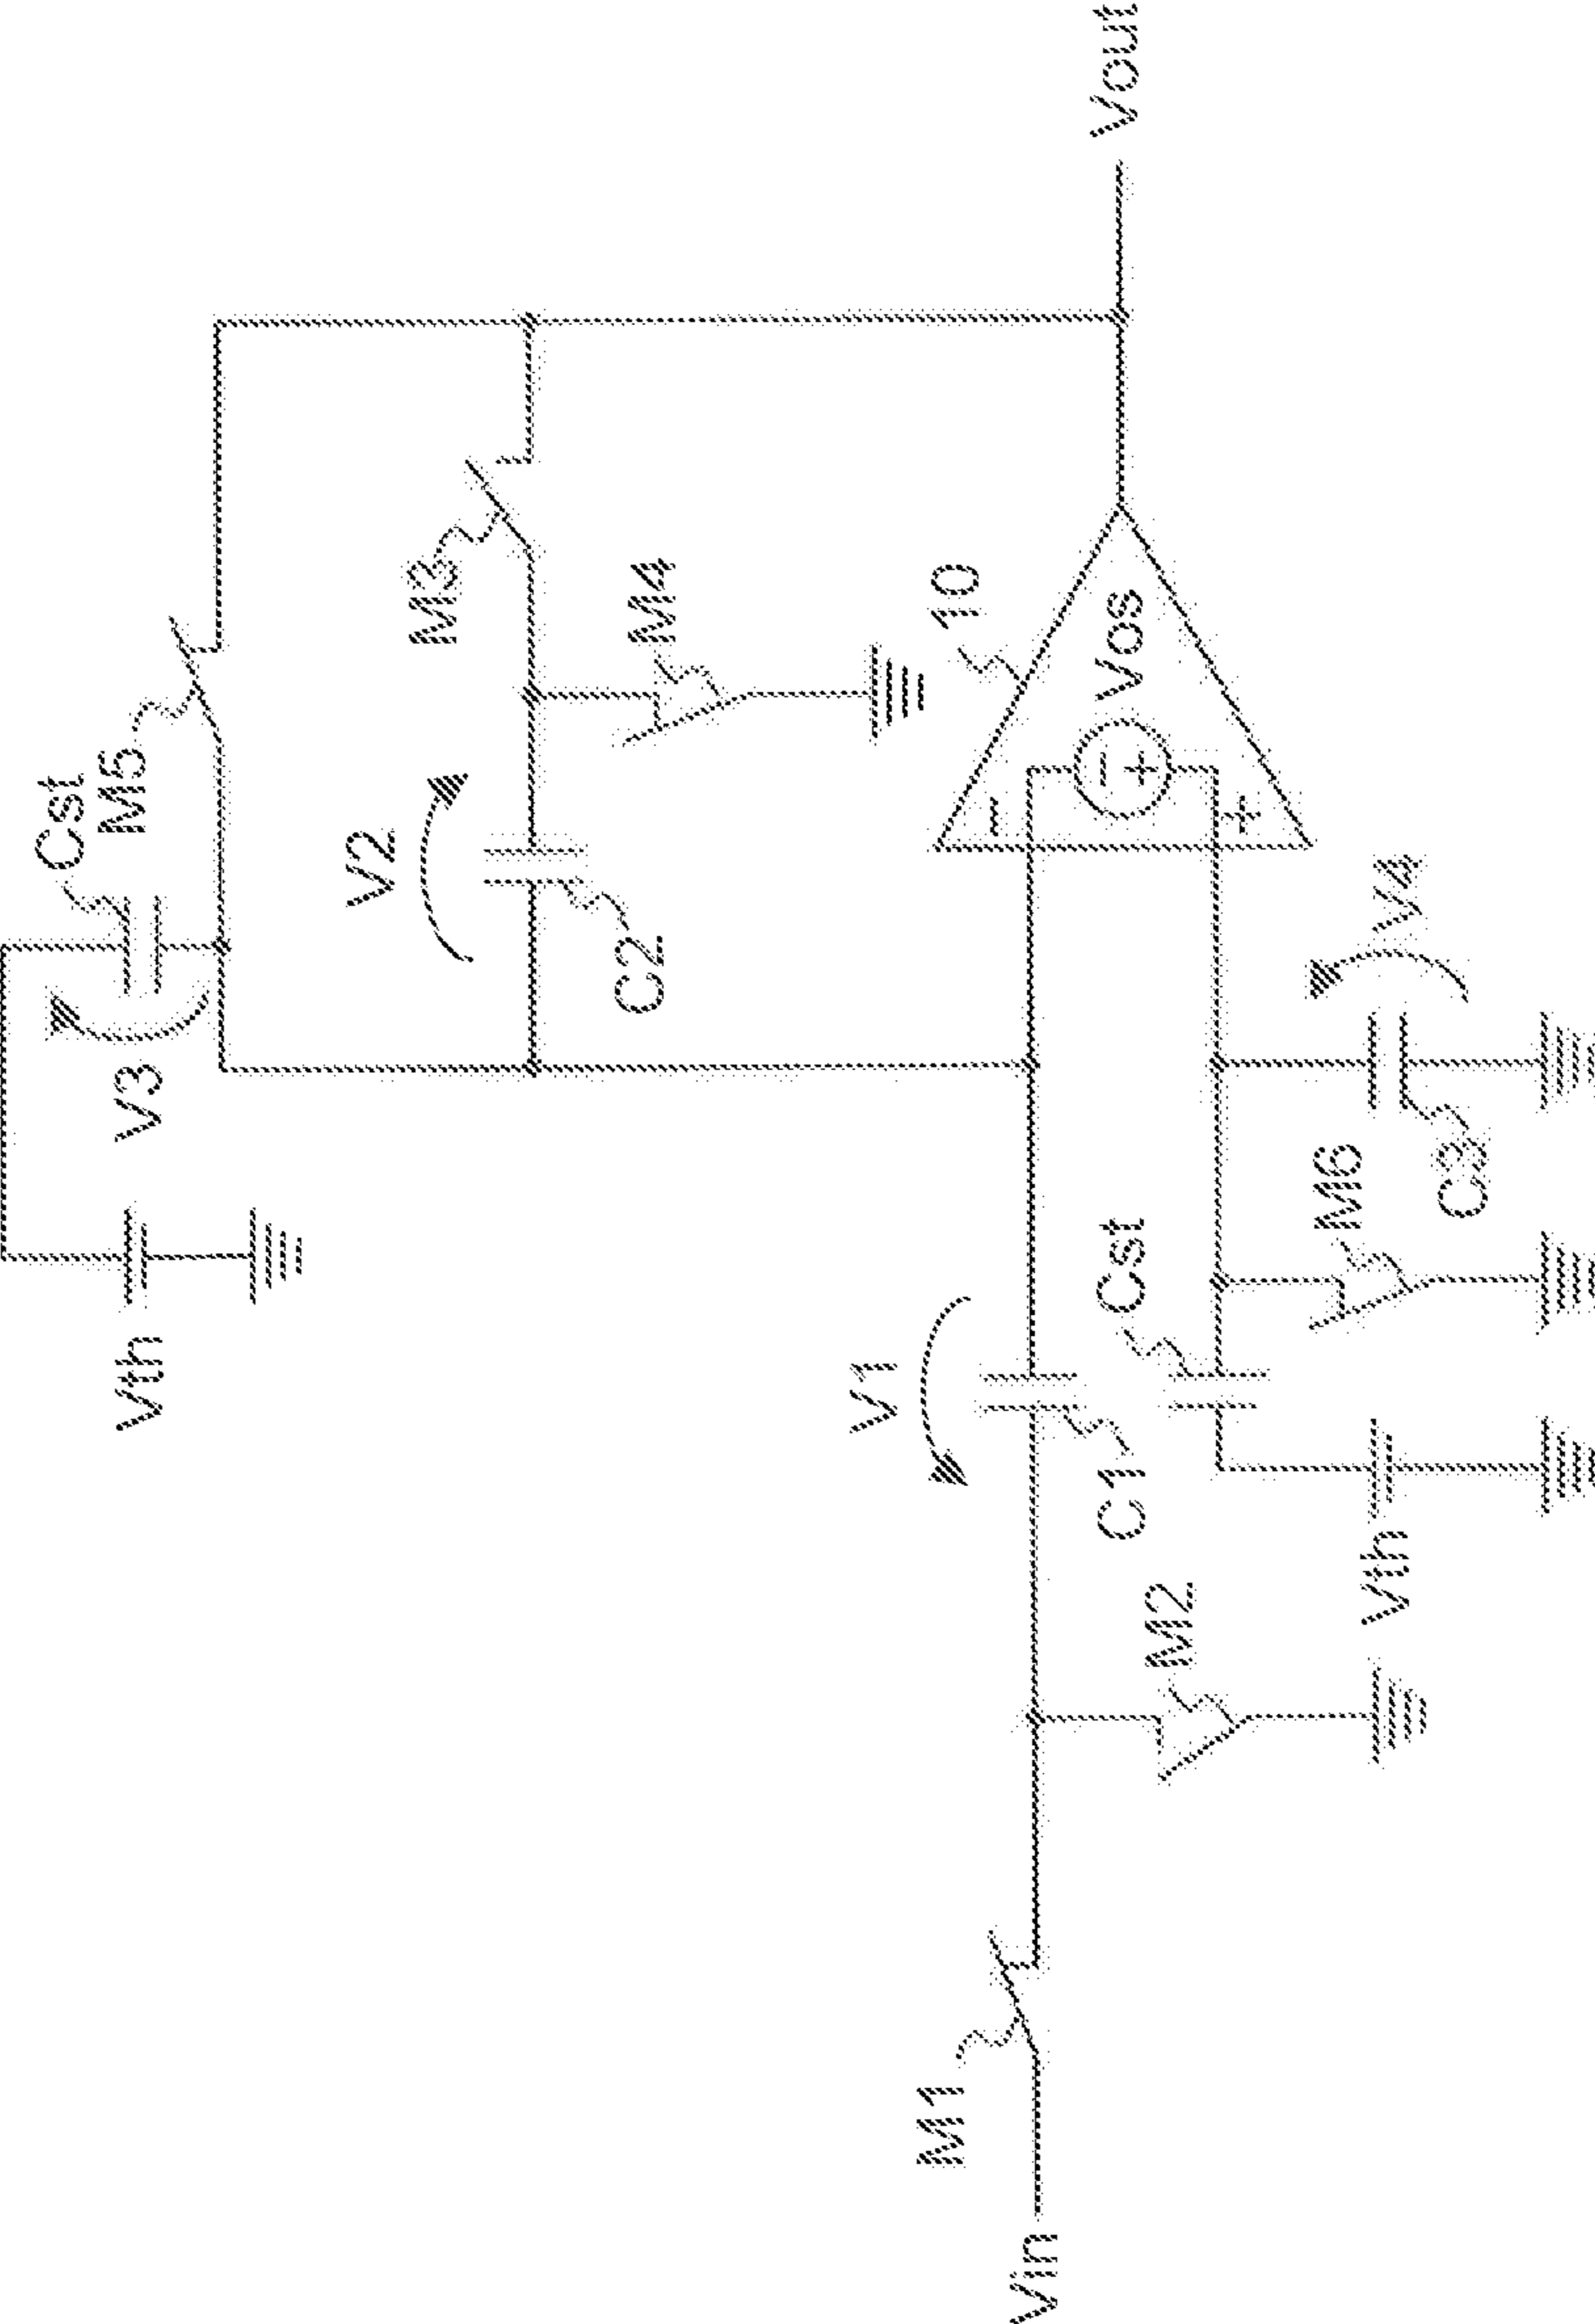 Vth
V3
Cst
M5
V2
C2
M3
M4
Vin
M1
M2
V1
C1
Cst
Vth
M6
C3
V4
10
−
+
−
+
Vos
Vout